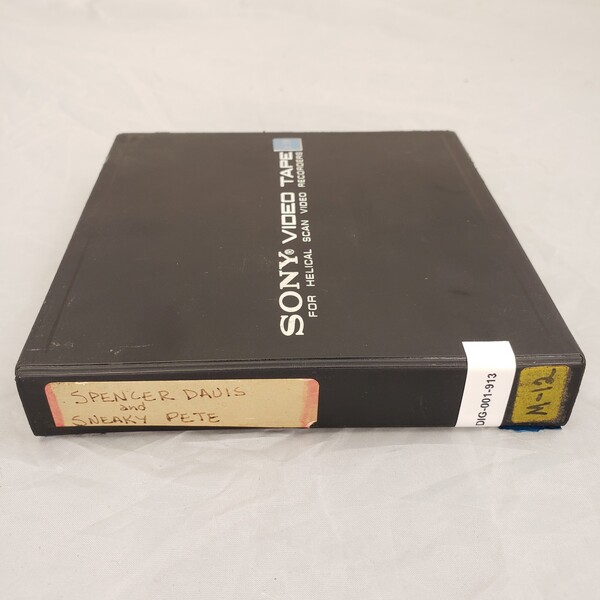 SONY® VIDEO TAPE
FOR HELICAL SCAN VIDEO RECORDERS
SPENCER DAVIS
and
SNEAKY PETE
DIG-001-913
M-12